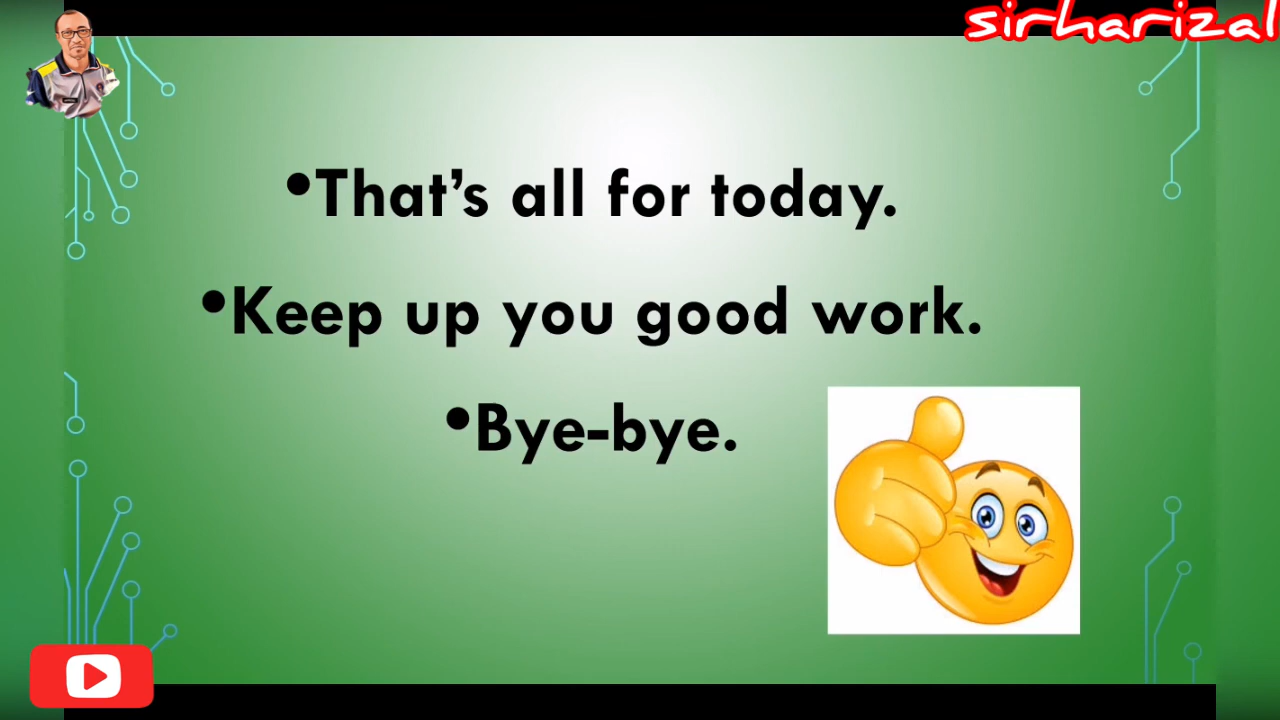 sirharizal
•That's all for today.
•Keep up you good work.
•Bye-bye.